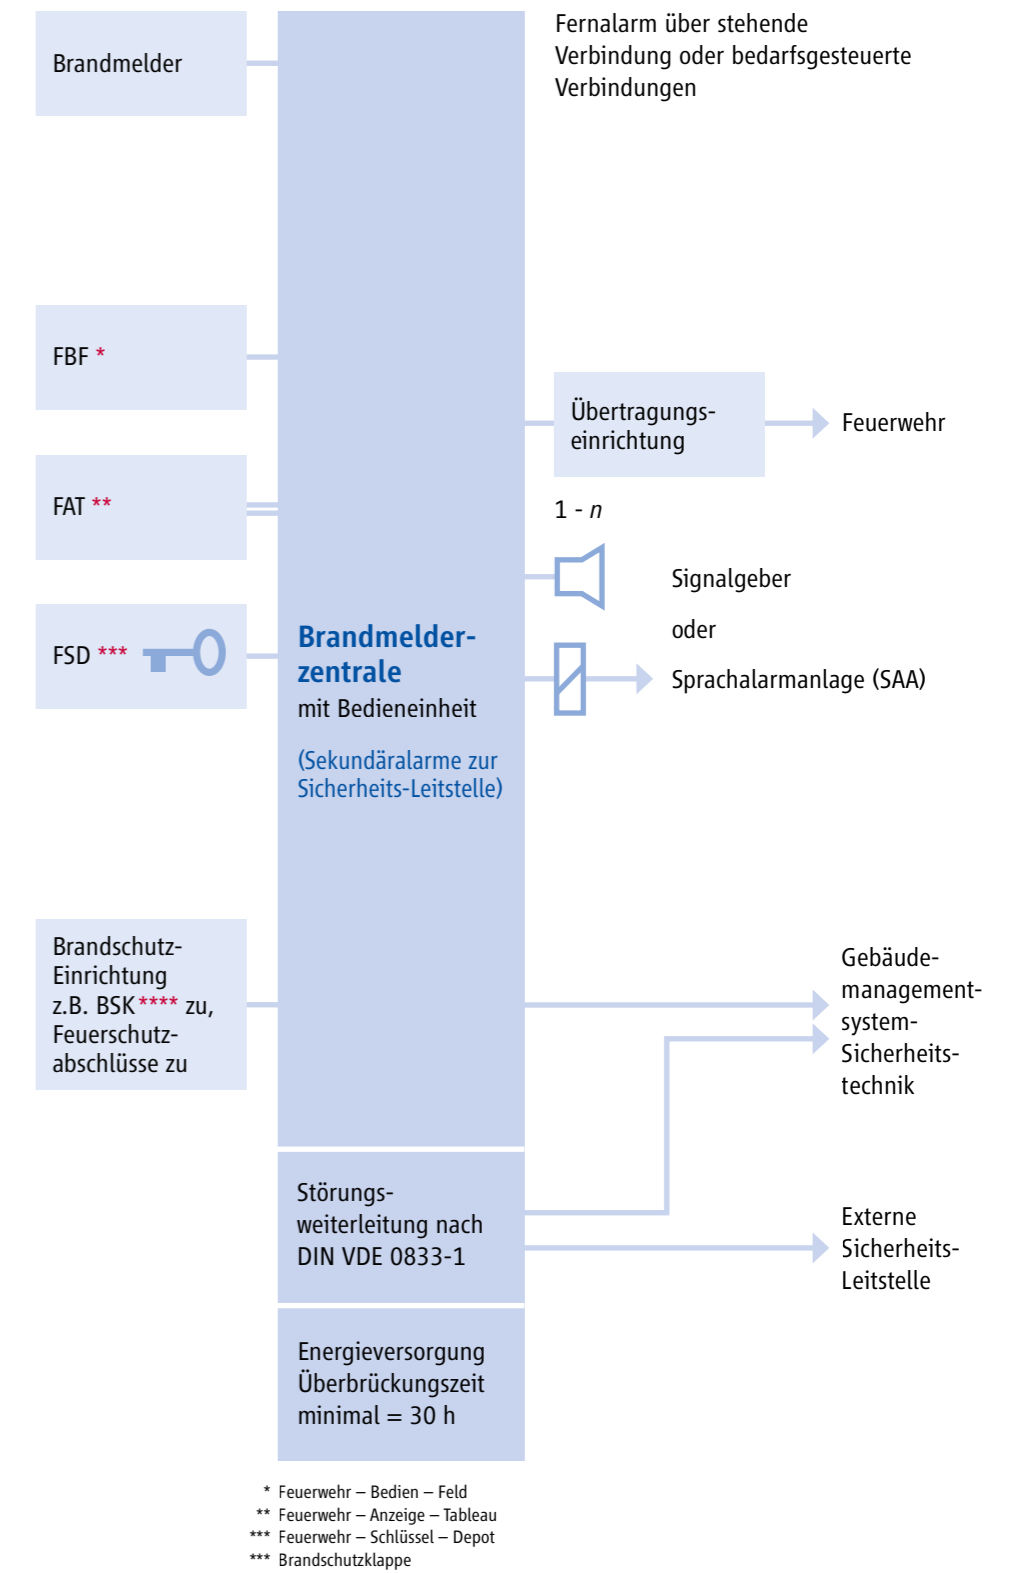 Brandmelder
Fernalarm über stehende
Verbindung oder bedarfsgesteuerte
Verbindungen
FBF *
FAT **
FSD ***
Übertragungs-
einrichtung
Feuerwehr
1 - n
Signalgeber
oder
Sprachalarmanlage (SAA)
Brandmelder-
zentrale
mit Bedieneinheit
(Sekundäralarme zur
Sicherheits-Leitstelle)
Brandschutz-
Einrichtung
z.B. BSK**** zu,
Feuerschutz-
abschlüsse zu
Gebäude-
management-
system-
Sicherheits-
technik
Störungs-
weiterleitung nach
DIN VDE 0833-1
Externe
Sicherheits-
Leitstelle
Energieversorgung
Überbrückungszeit
minimal = 30 h
* Feuerwehr – Bedien – Feld
** Feuerwehr – Anzeige – Tableau
*** Feuerwehr – Schlüssel – Depot
*** Brandschutzklappe